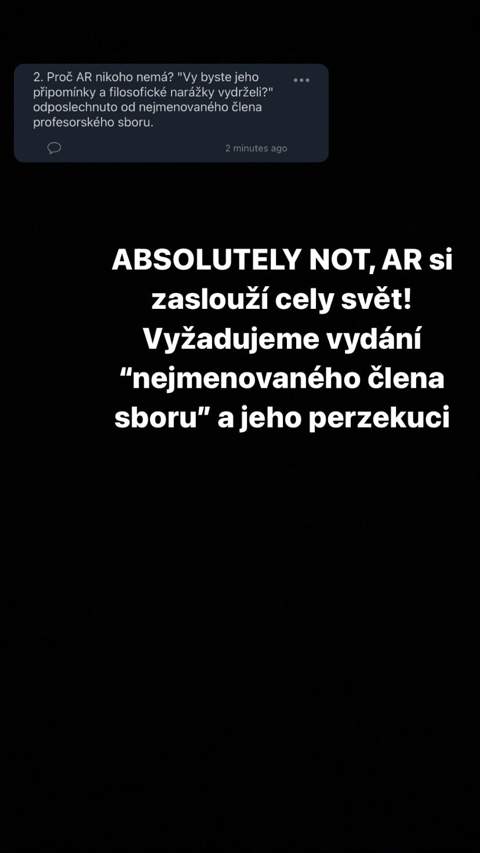 2. Proč AR nikoho nemá? "Vy byste jeho
připomínky a filosofické narážky vydrželi?"
odposlechnuto od nejmenovaného člena
profesorského sboru.
2 minutes ago
ABSOLUTELY NOT, AR si
zaslouží cely svět!
Vyžadujeme vydání
“nejmenovaného člena
sboru” a jeho perzekuci